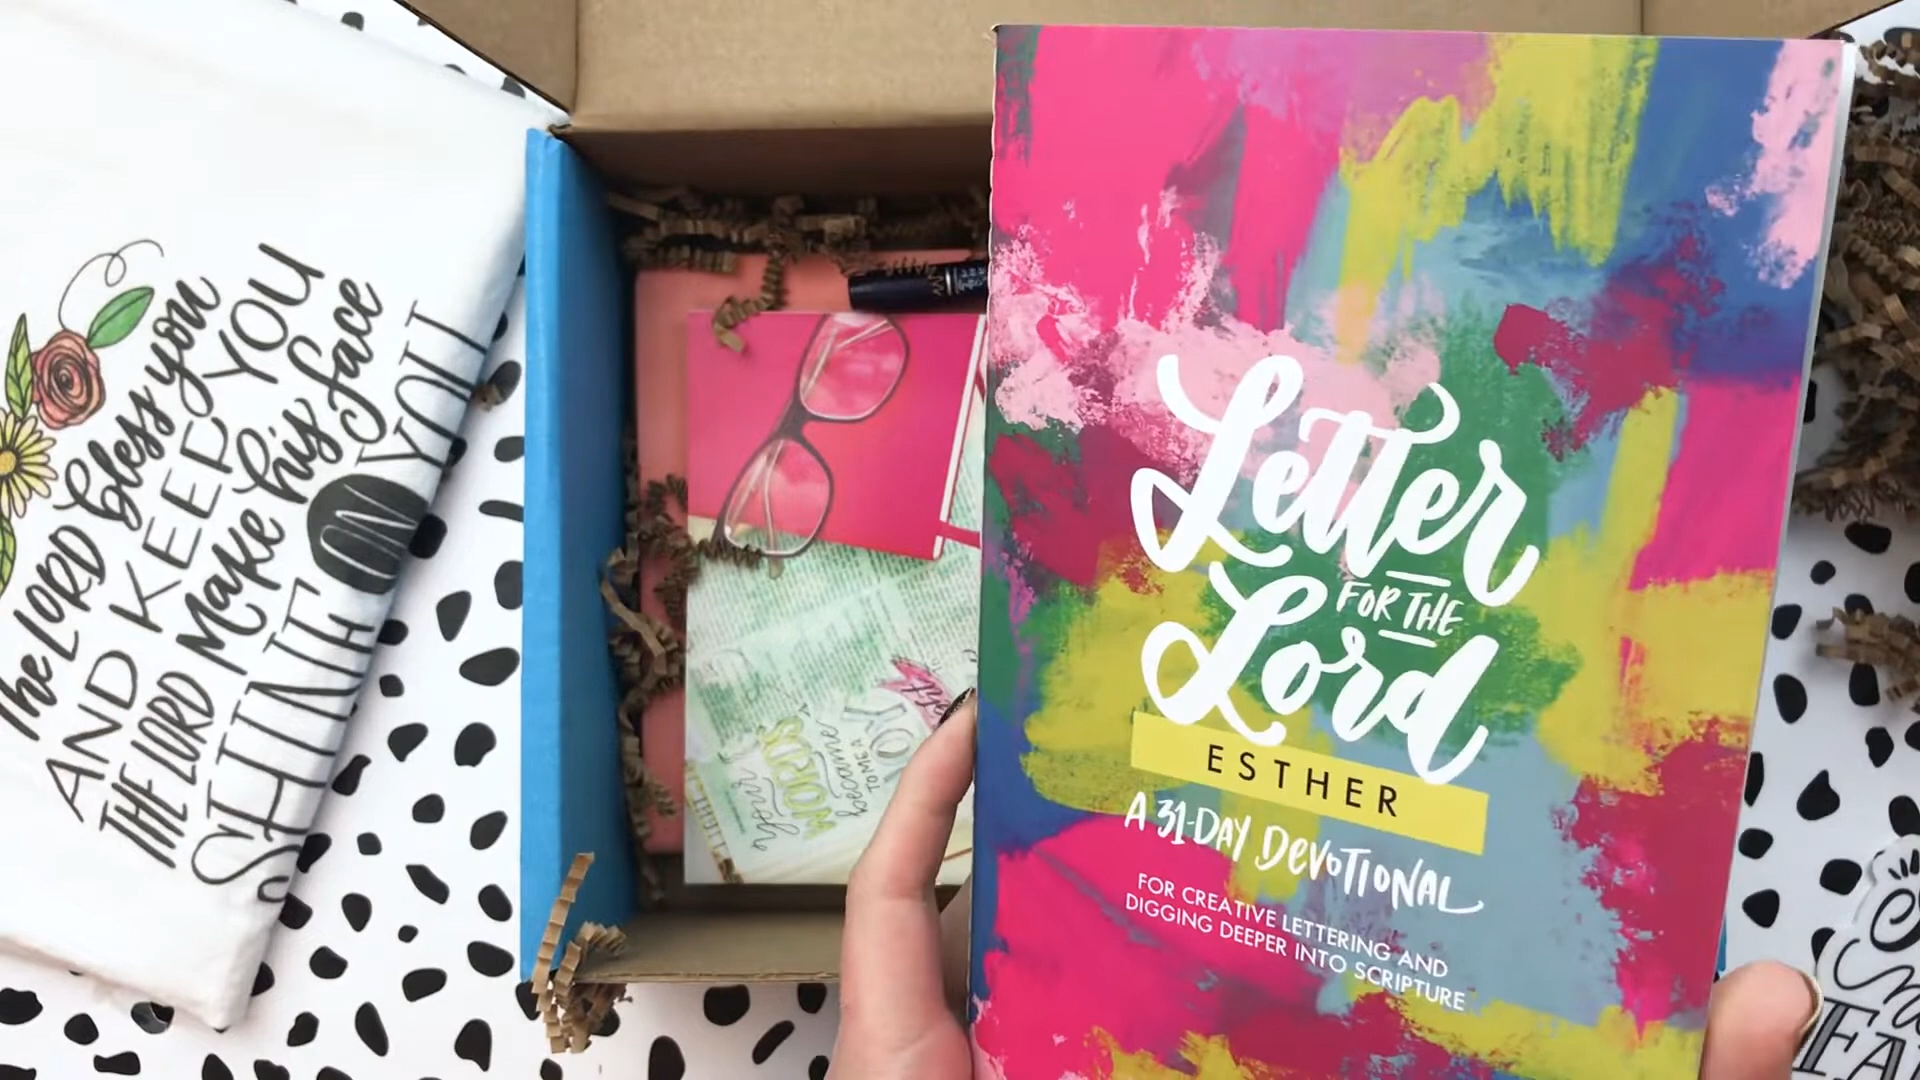 The LORD bless you
AND KEEP YOU
THE LORD Make his face
SHINE ON YOU
your
WORDS
became
TO ME A
JOY
Letter
FOR THE
Lord
ESTHER
A 31-DAY DEVOTIONAL
FOR CREATIVE LETTERING AND
DIGGING DEEPER INTO SCRIPTURE